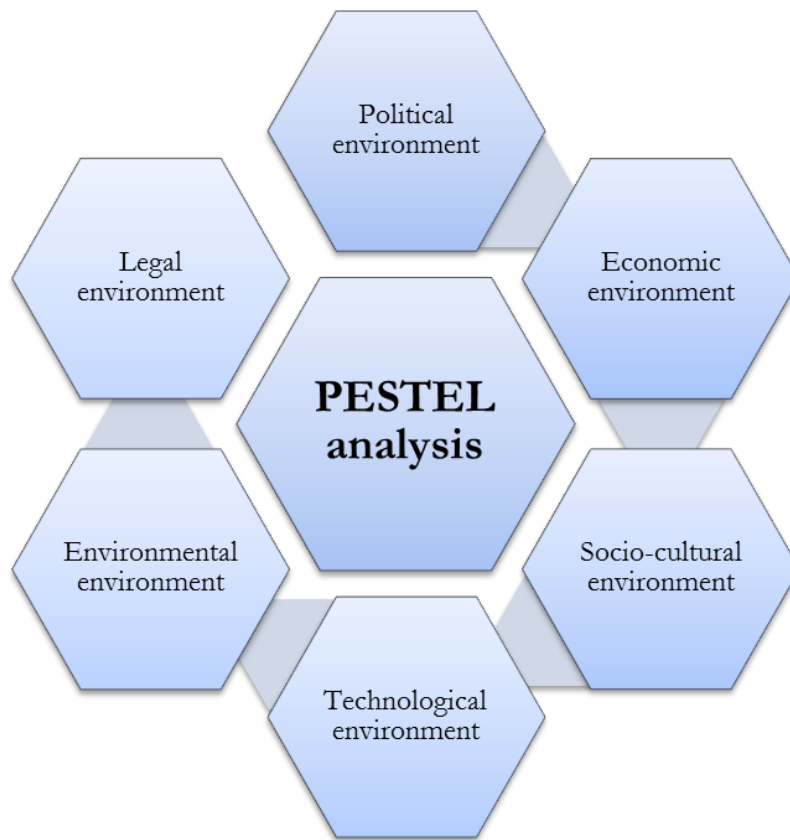 Political
environment
Economic
environment
Socio-cultural
environment
Technological
environment
Environmental
environment
Legal
environment
PESTEL
analysis